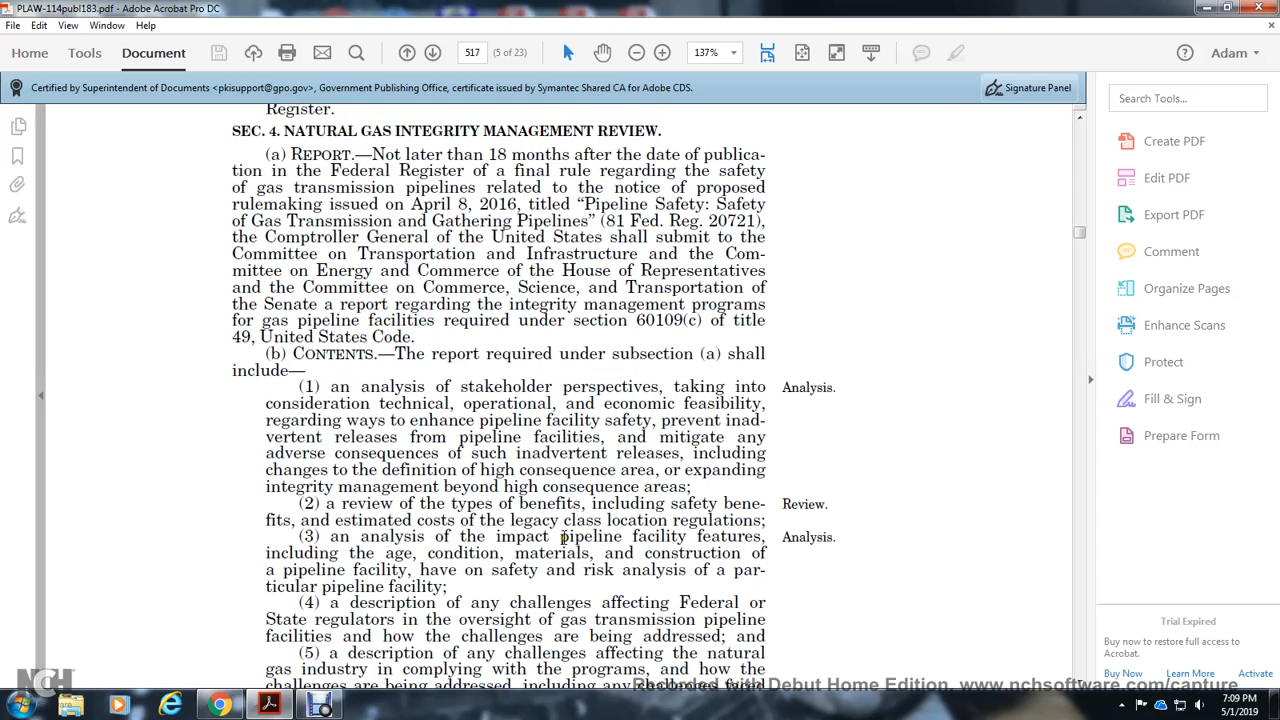 PLAW-114publ183.pdf - Adobe Acrobat Pro DC
File Edit View Window Help
Home Tools Document 517 (5 of 23) 137% Adam
Certified by Superintendent of Documents <pkisupport@gpo.gov>, Government Publishing Office, certificate issued by Symantec Shared CA for Adobe CDS.
Signature Panel
Register.
SEC. 4. NATURAL GAS INTEGRITY MANAGEMENT REVIEW.
(a) REPORT.—Not later than 18 months after the date of publica-
tion in the Federal Register of a final rule regarding the safety
of gas transmission pipelines related to the notice of proposed
rulemaking issued on April 8, 2016, titled “Pipeline Safety: Safety
of Gas Transmission and Gathering Pipelines” (81 Fed. Reg. 20721),
the Comptroller General of the United States shall submit to the
Committee on Transportation and Infrastructure and the Com-
mittee on Energy and Commerce of the House of Representatives
and the Committee on Commerce, Science, and Transportation of
the Senate a report regarding the integrity management programs
for gas pipeline facilities required under section 60109(c) of title
49, United States Code.
(b) CONTENTS.—The report required under subsection (a) shall
include—
(1) an analysis of stakeholder perspectives, taking into
consideration technical, operational, and economic feasibility,
regarding ways to enhance pipeline facility safety, prevent inad-
vertent releases from pipeline facilities, and mitigate any
adverse consequences of such inadvertent releases, including
changes to the definition of high consequence area, or expanding
integrity management beyond high consequence areas;
(2) a review of the types of benefits, including safety bene-
fits, and estimated costs of the legacy class location regulations;
(3) an analysis of the impact pipeline facility features,
including the age, condition, materials, and construction of
a pipeline facility, have on safety and risk analysis of a par-
ticular pipeline facility;
(4) a description of any challenges affecting Federal or
State regulators in the oversight of gas transmission pipeline
facilities and how the challenges are being addressed; and
(5) a description of any challenges affecting the natural
gas industry in complying with the programs, and how the
challenges are being addressed, including any
Analysis.
Review.
Analysis.
Search Tools...
Create PDF
Edit PDF
Export PDF
Comment
Organize Pages
Enhance Scans
Protect
Fill & Sign
Prepare Form
Trial Expired
Buy now to restore full access to
Acrobat.
Buy Now Learn More Activate
NCH
Recorded with Debut Home Edition. www.nchsoftware.com/capture
7:09 PM
5/1/2019